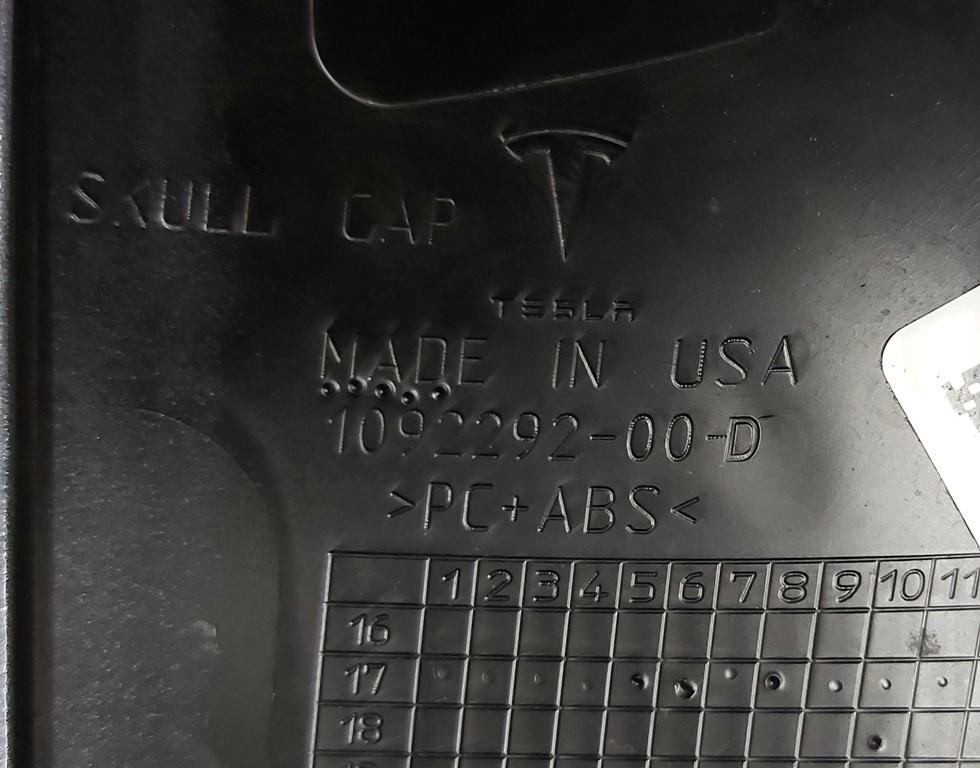 SKULL CAP
TESLA
MADE IN USA
1092292-00-D
>PC+ABS<
1 2 3 4 5 6 7 8 9 10 11
16
17
18